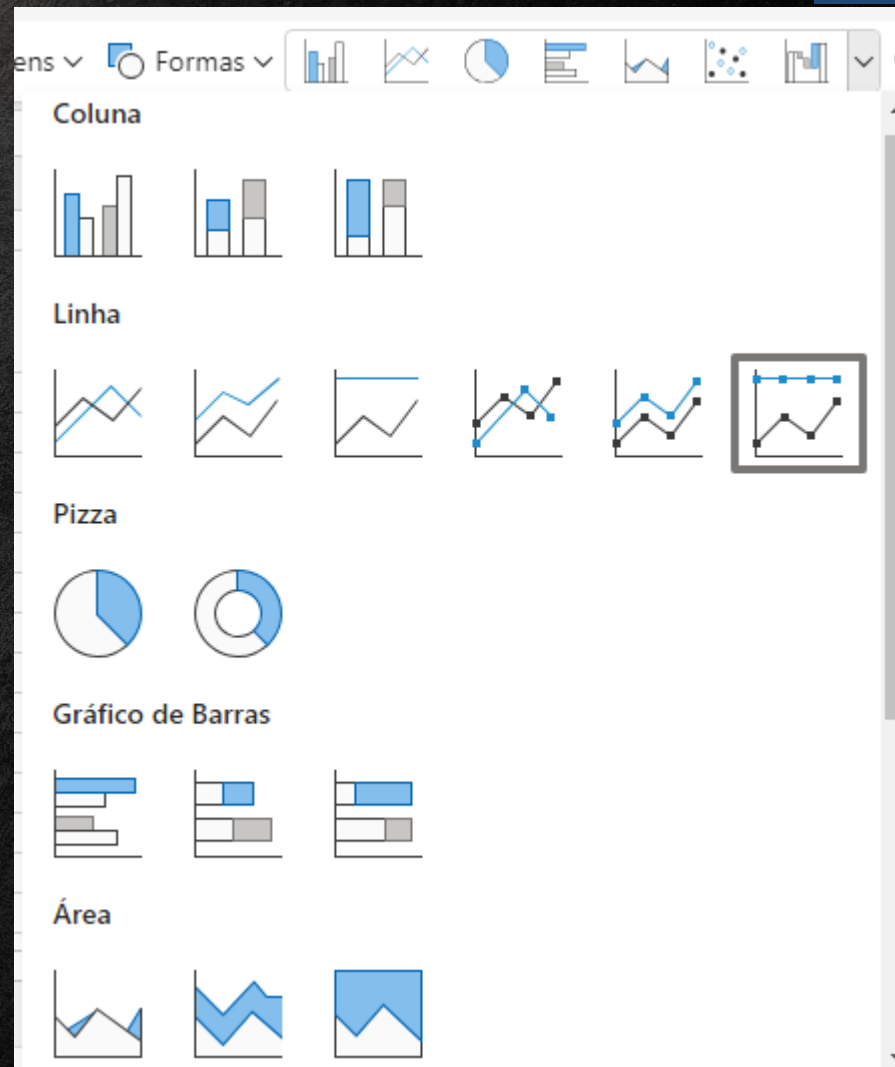 ens Formas
Coluna
Linha
Pizza
Gráfico de Barras
Área